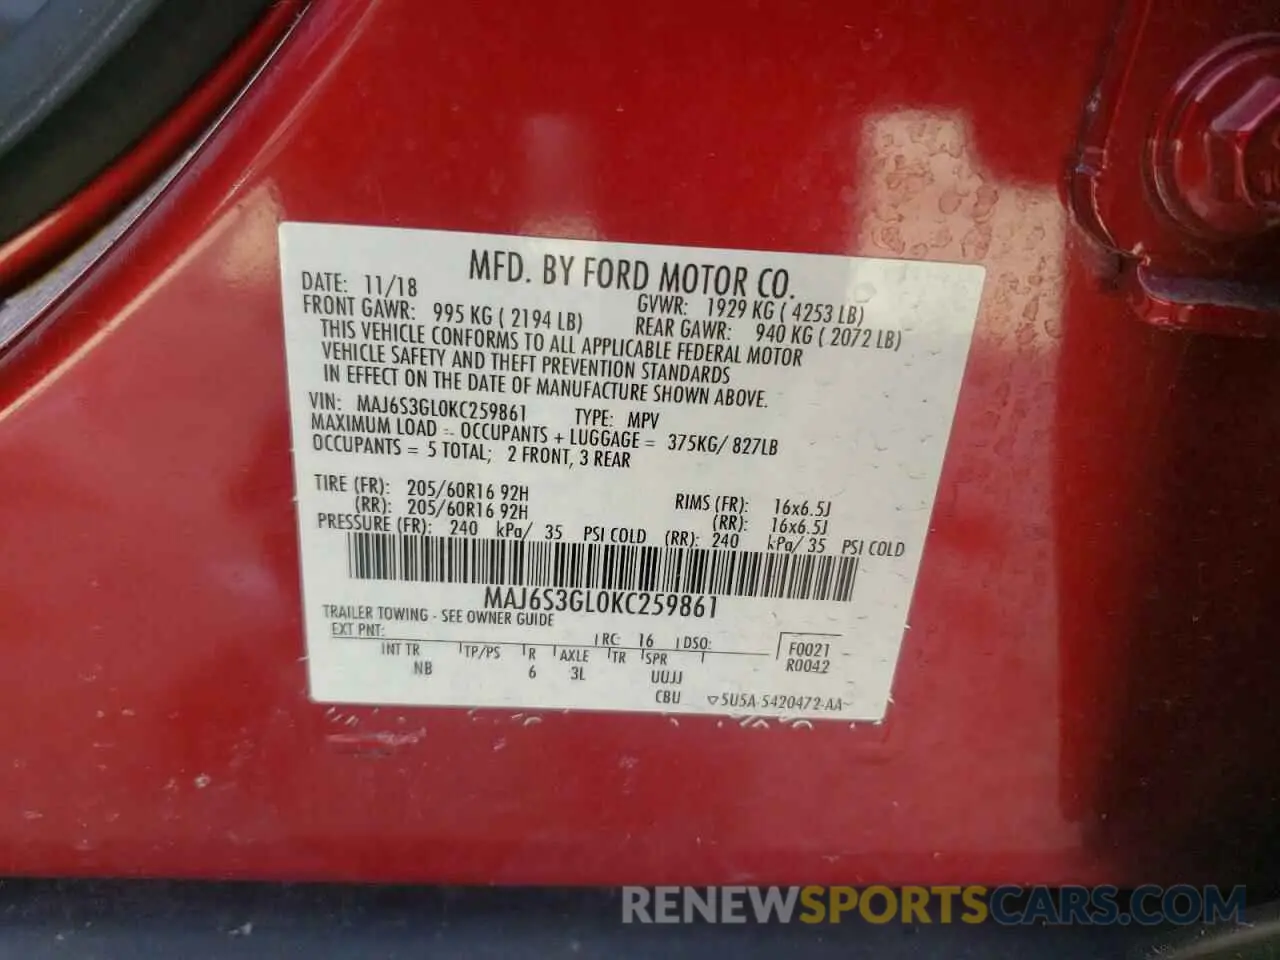 MFD. BY FORD MOTOR CO.
DATE: 11/18 GVWR: 1929 KG ( 4253 LB)
FRONT GAWR: 995 KG ( 2194 LB) REAR GAWR: 940 KG ( 2072 LB)
THIS VEHICLE CONFORMS TO ALL APPLICABLE FEDERAL MOTOR
VEHICLE SAFETY AND THEFT PREVENTION STANDARDS
IN EFFECT ON THE DATE OF MANUFACTURE SHOWN ABOVE.
VIN: MAJ6S3GL0KC259861 TYPE: MPV
MAXIMUM LOAD = OCCUPANTS + LUGGAGE = 375KG/ 827LB
OCCUPANTS = 5 TOTAL; 2 FRONT, 3 REAR
TIRE (FR): 205/60R16 92H RIMS (FR): 16x6.5J
(RR): 205/60R16 92H (RR): 16x6.5J
PRESSURE (FR): 240 kPa/ 35 PSI COLD (RR): 240 kPa/ 35 PSI COLD
MAJ6S3GL0KC259861
TRAILER TOWING - SEE OWNER GUIDE
EXT PNT: RC: 16 DSO: F0021
INT TR TP/PS R AXLE TR SPR R0042
NB 6 3L UUJJ
CBU 5U5A-5420472-AA
RENEWSPORTSCARS.COM